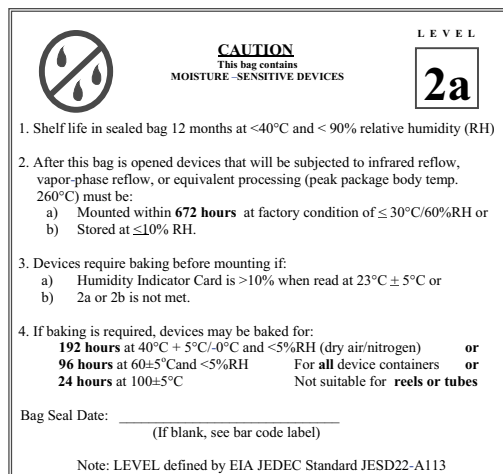 LEVEL
CAUTION
This bag contains
MOISTURE –SENSITIVE DEVICES
2a
1. Shelf life in sealed bag 12 months at <40°C and < 90% relative humidity (RH)
2. After this bag is opened devices that will be subjected to infrared reflow,
vapor-phase reflow, or equivalent processing (peak package body temp.
260°C) must be:
a) Mounted within 672 hours at factory condition of ≤ 30°C/60%RH or
b) Stored at ≤10% RH.
3. Devices require baking before mounting if:
a) Humidity Indicator Card is >10% when read at 23°C ± 5°C or
b) 2a or 2b is not met.
4. If baking is required, devices may be baked for:
192 hours at 40°C + 5°C/-0°C and <5%RH (dry air/nitrogen) or
96 hours at 60±5°Cand <5%RH For all device containers or
24 hours at 100±5°C Not suitable for reels or tubes
Bag Seal Date: ______________________________
(If blank, see bar code label)
Note: LEVEL defined by EIA JEDEC Standard JESD22-A113